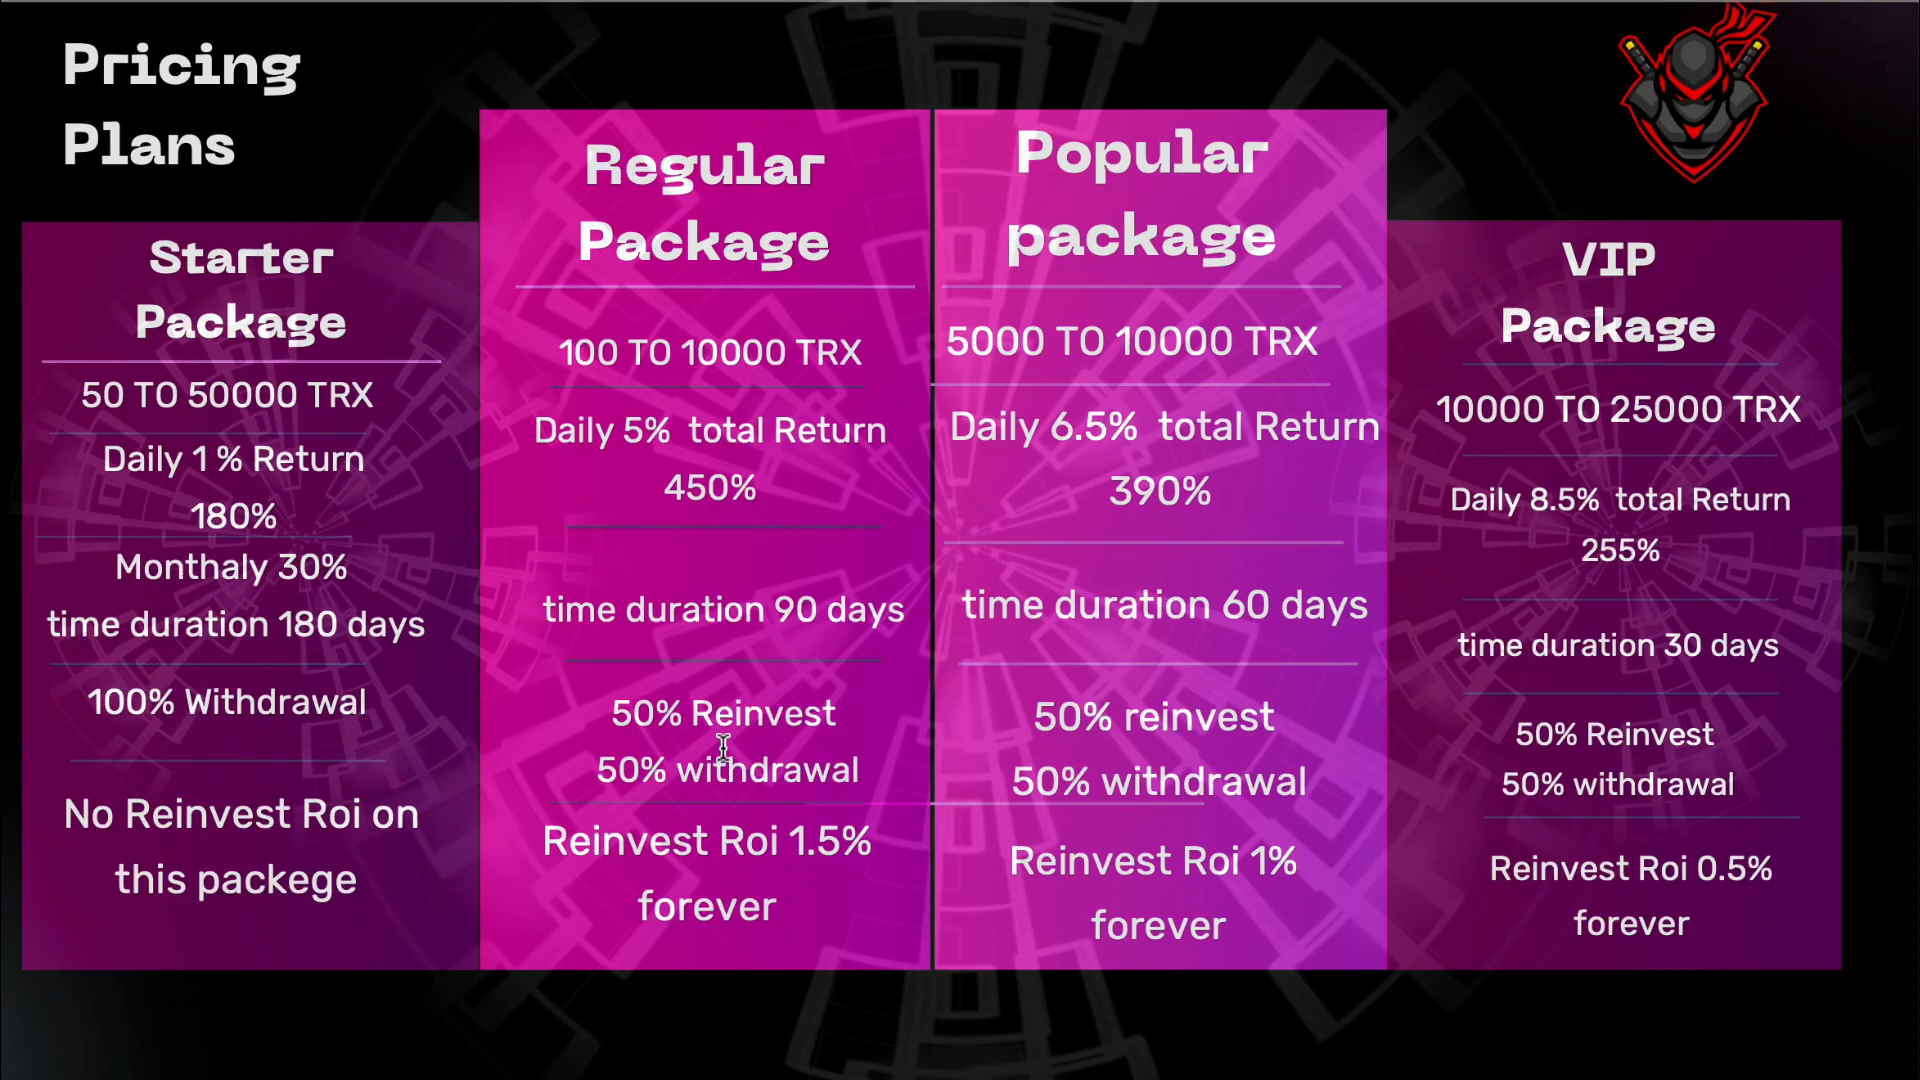 Pricing
Plans
Starter
Package
50 TO 50000 TRX
Daily 1 % Return
180%
Monthaly 30%
time duration 180 days
100% Withdrawal
No Reinvest Roi on
this packege
Regular
Package
100 TO 10000 TRX
Daily 5% total Return
450%
time duration 90 days
50% Reinvest
50% withdrawal
Reinvest Roi 1.5%
forever
Popular
package
5000 TO 10000 TRX
Daily 6.5% total Return
390%
time duration 60 days
50% reinvest
50% withdrawal
Reinvest Roi 1%
forever
VIP
Package
10000 TO 25000 TRX
Daily 8.5% total Return
255%
time duration 30 days
50% Reinvest
50% withdrawal
Reinvest Roi 0.5%
forever